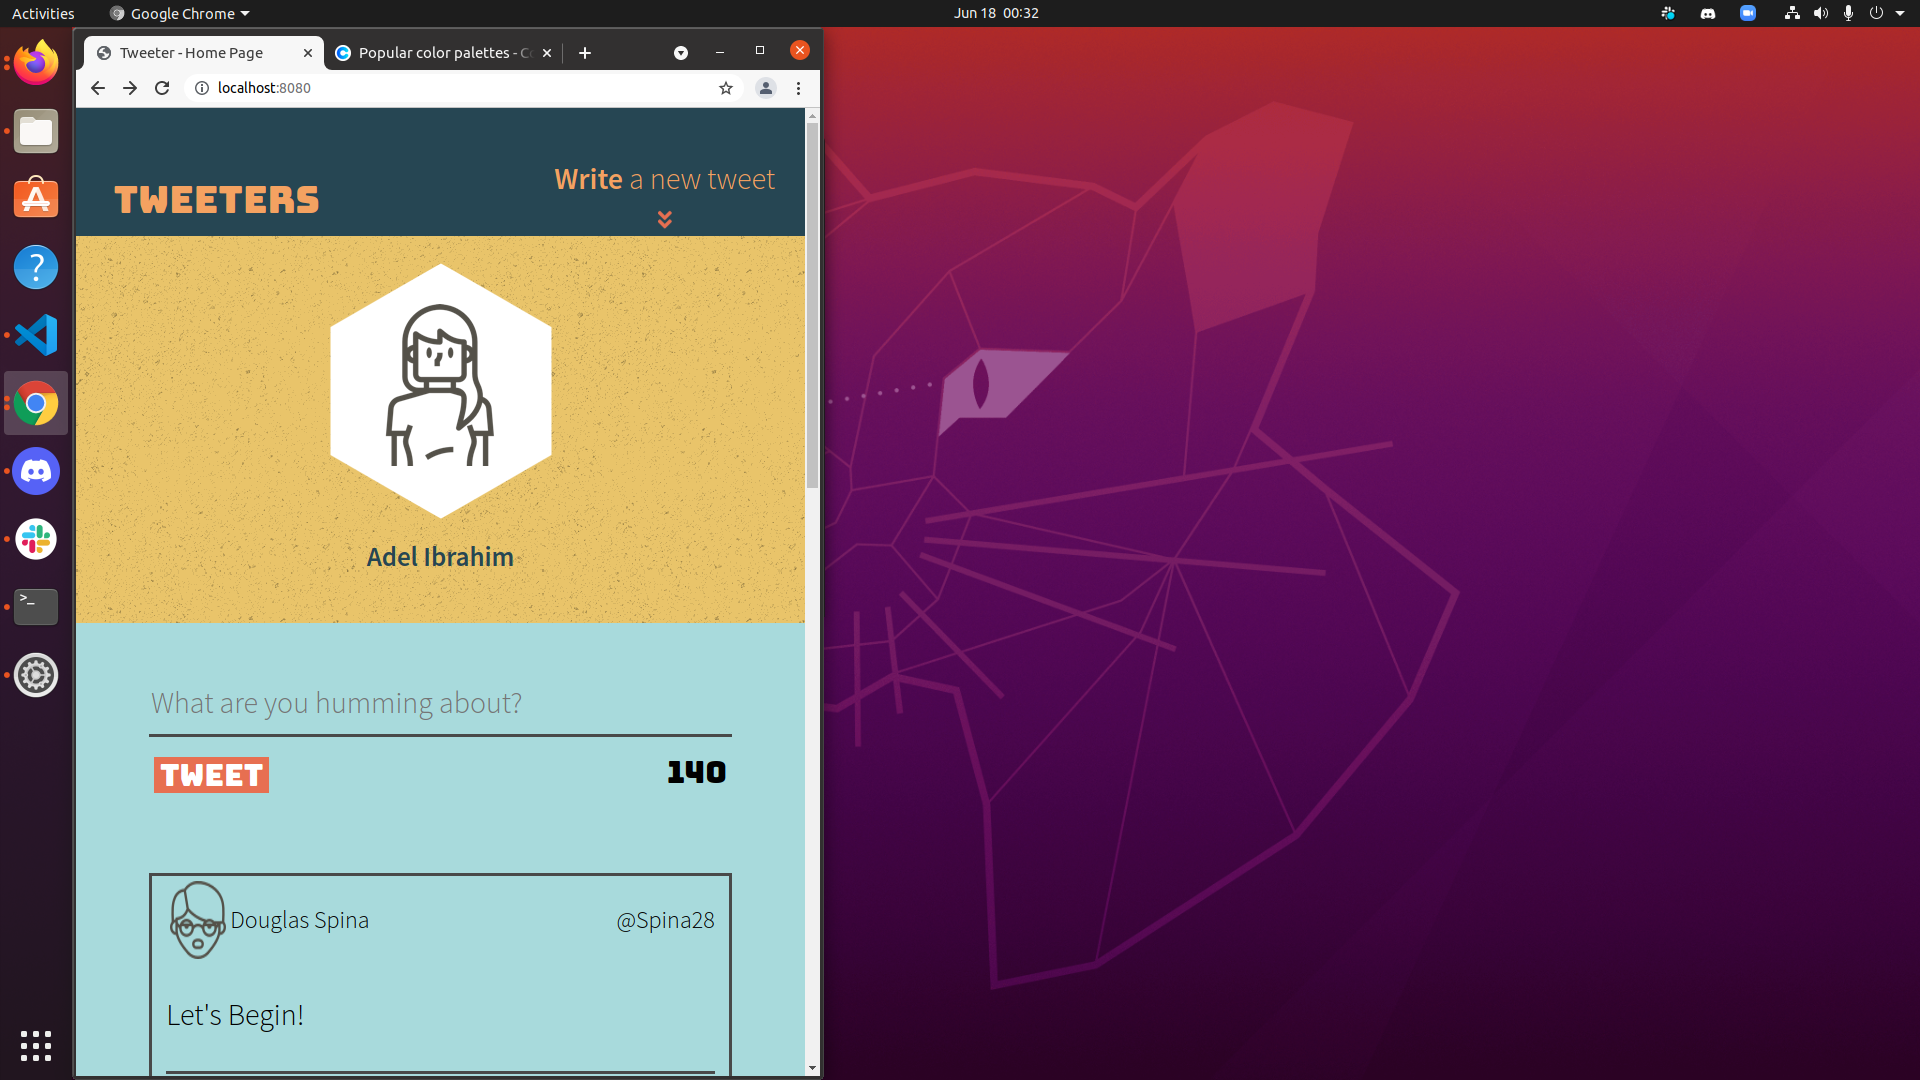 Activities
Google Chrome
Jun 18 00:32
Tweeter - Home Page
Popular color palettes - C
localhost:8080
TWEETERS
Write a new tweet
Adel Ibrahim
What are you humming about?
TWEET
140
Douglas Spina
@Spina28
Let's Begin!